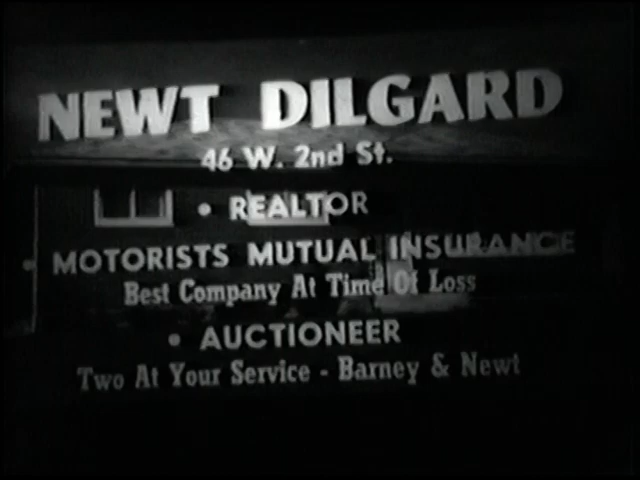 NEWT DILGARD
46 W. 2nd St.
• REALTOR
• MOTORISTS MUTUAL INSURANCE
Best Company At Time Of Loss
• AUCTIONEER
Two At Your Service - Barney & Newt